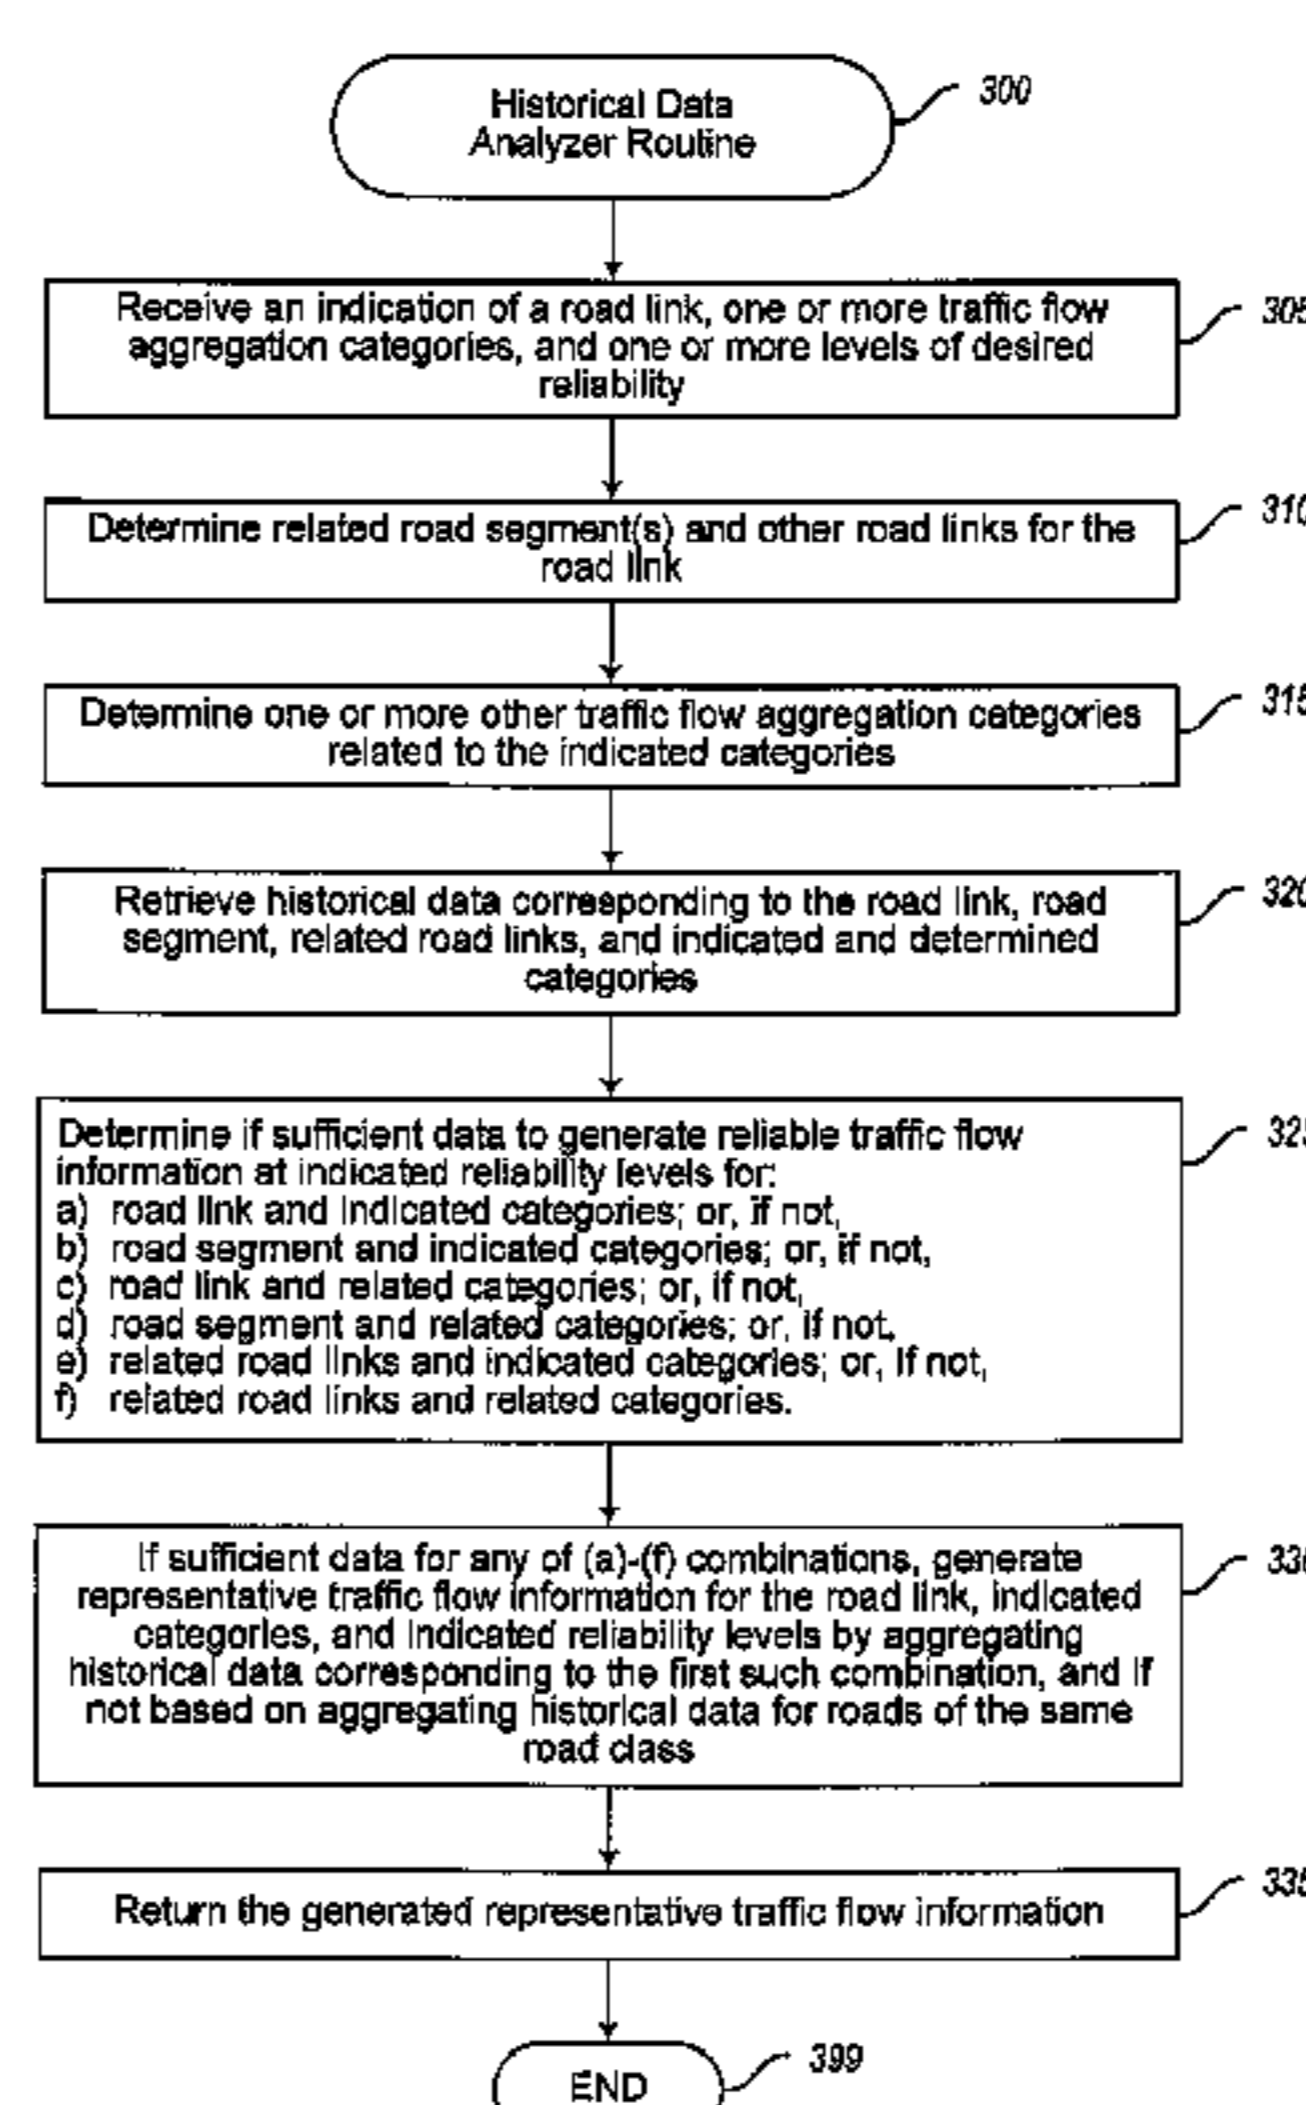 Historical Data
Analyzer Routine
300
Receive an indication of a road link, one or more traffic flow
aggregation categories, and one or more levels of desired
reliability
305
Determine related road segment(s) and other road links for the
road link
310
Determine one or more other traffic flow aggregation categories
related to the indicated categories
315
Retrieve historical data corresponding to the road link, road
segment, related road links, and indicated and determined
categories
320
Determine if sufficient data to generate reliable traffic flow
information at indicated reliability levels for:
a) road link and indicated categories; or, if not,
b) road segment and indicated categories; or, if not,
c) road link and related categories; or, if not,
d) road segment and related categories; or, if not,
e) related road links and indicated categories; or, if not,
f) related road links and related categories.
325
If sufficient data for any of (a)-(f) combinations, generate
representative traffic flow information for the road link, indicated
categories, and indicated reliability levels by aggregating
historical data corresponding to the first such combination, and if
not based on aggregating historical data for roads of the same
road class
330
Return the generated representative traffic flow information
335
END
399